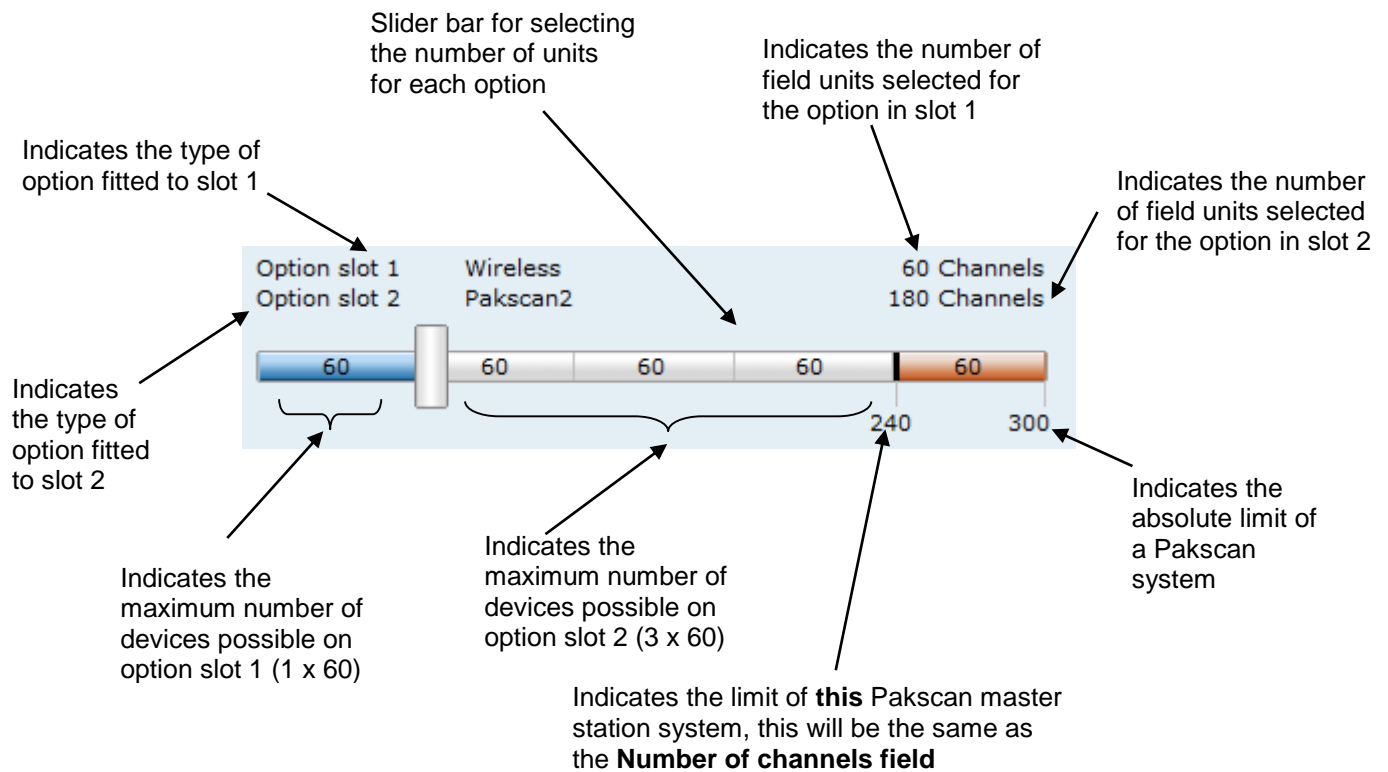 Slider bar for selecting
the number of units
for each option
Indicates the number of
field units selected for
the option in slot 1
Indicates the type of
option fitted to slot 1
Indicates the number
of field units selected
for the option in slot 2
Option slot 1 Wireless 60 Channels
Option slot 2 Pakscan2 180 Channels
60 60 60 60 60
240 300
Indicates
the type of
option fitted
to slot 2
Indicates the
absolute limit of
a Pakscan
system
Indicates the
maximum number of
devices possible on
option slot 1 (1 x 60)
Indicates the
maximum number of
devices possible on
option slot 2 (3 x 60)
Indicates the limit of this Pakscan master
station system, this will be the same as
the Number of channels field